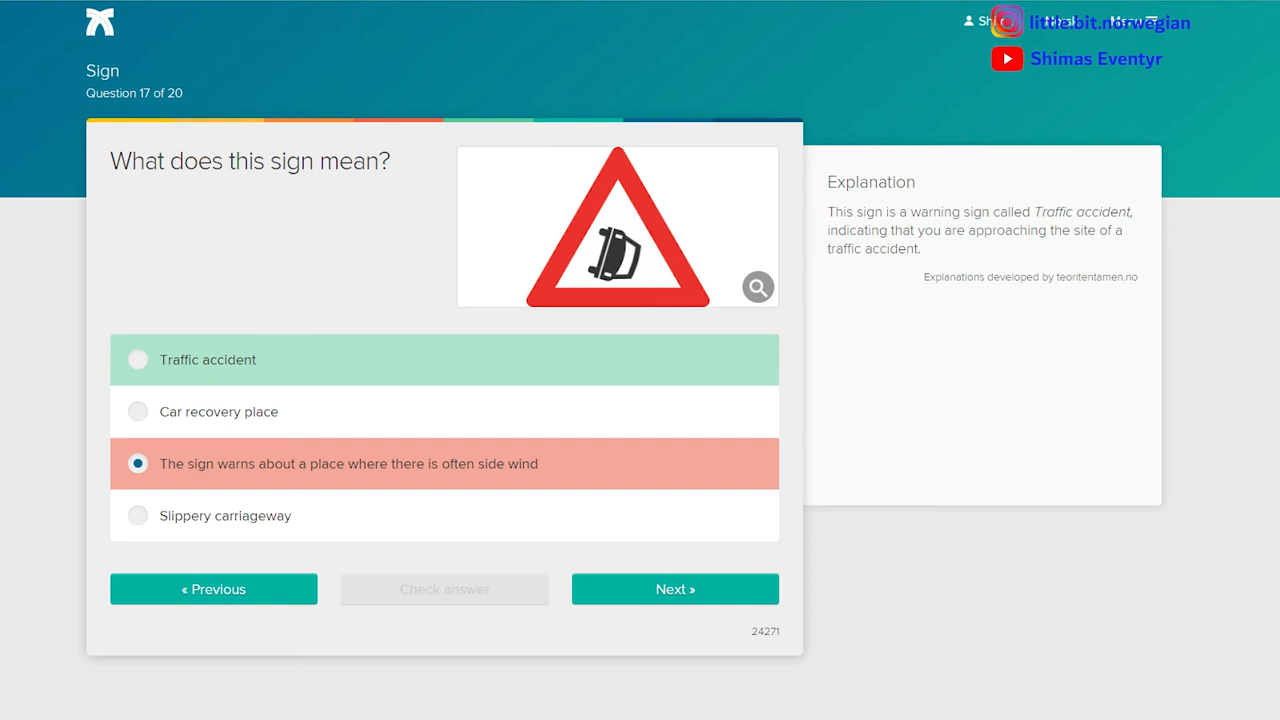 Shi
little.bit.norwegian
Shimas Eventyr
Sign
Question 17 of 20
What does this sign mean?
Traffic accident
Car recovery place
The sign warns about a place where there is often side wind
Slippery carriageway
« Previous
Check answer
Next »
24271
Explanation
This sign is a warning sign called Traffic accident,
indicating that you are approaching the site of a
traffic accident.
Explanations developed by teoritentamen.no